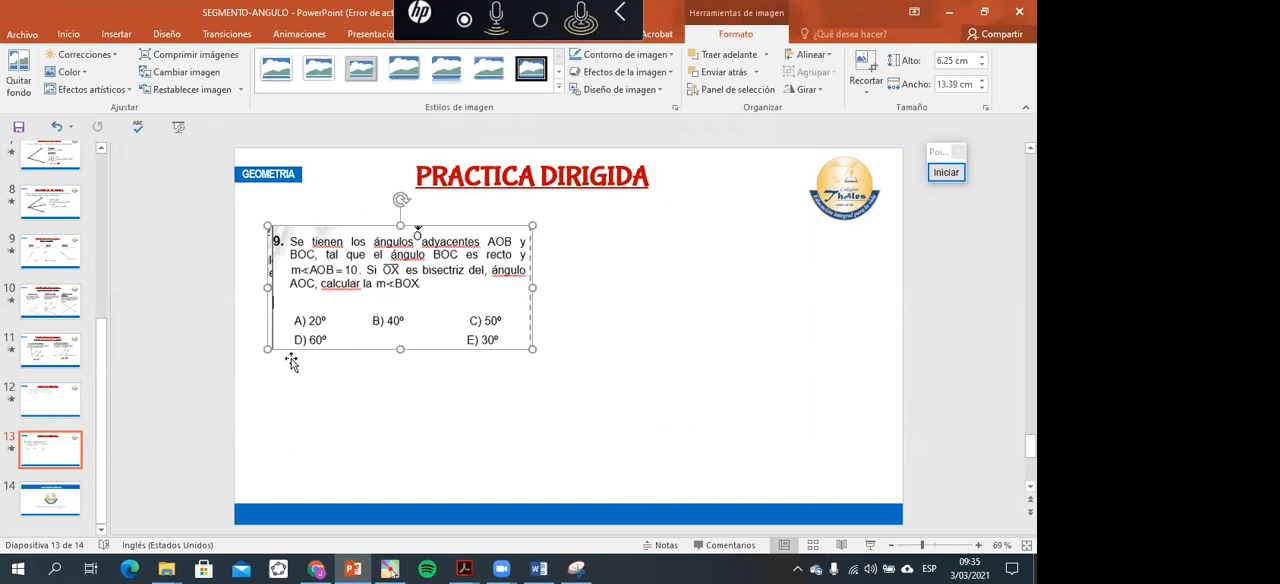 SEGMENTO-ANGULO - PowerPoint (Error de act
Herramientas de imagen
Archivo Inicio Insertar Diseño Transiciones Animaciones Presentació Acrobat Formato ¿Qué desea hacer? Compartir
Quitar fondo
Correcciones
Color
Efectos artísticos
Comprimir imágenes
Cambiar imagen
Restablecer imagen
Contorno de imagen
Efectos de la imagen
Diseño de imagen
Traer adelante
Enviar atrás
Panel de selección
Alinear
Agrupar
Girar
Recortar
Alto: 6.25 cm
Ancho: 13.39 cm
Ajustar
Estilos de imagen
Organizar
Tamaño
hp
ABC
8
9
10
11
12
13
14
GEOMETRIA
PRACTICA DIRIGIDA
Colegio
Thales
Poi...
Iniciar
O
9. Se tienen los ángulos adyacentes AOB y
BOC, tal que el ángulo BOC es recto y
m∢AOB = 10. Si OX es bisectriz del, ángulo
AOC, calcular la m∢BOX.
A) 20º B) 40º C) 50º
D) 60º E) 30º
Diapositiva 13 de 14 Inglés (Estados Unidos) Notas Comentarios 69 %
ESP
09:35
3/03/2021